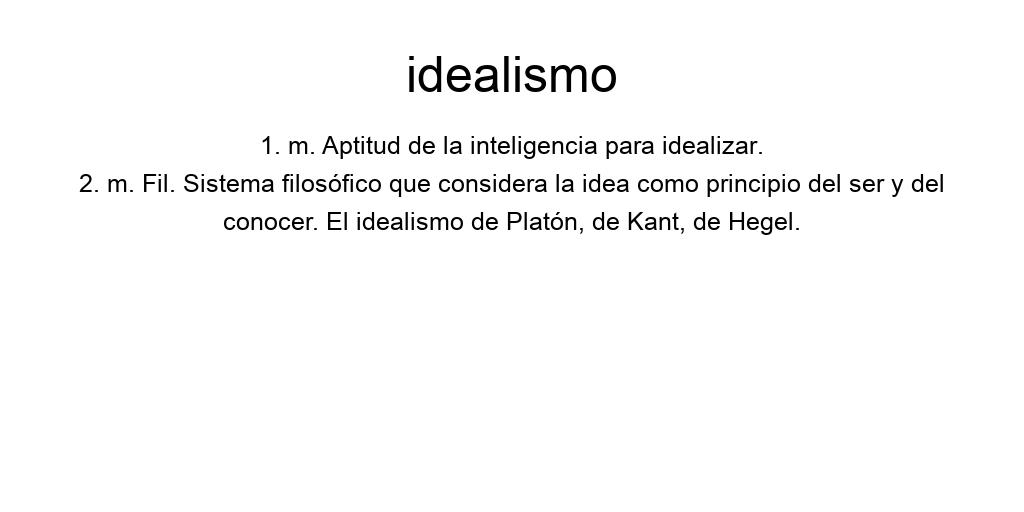 idealismo
1. m. Aptitud de la inteligencia para idealizar.
2. m. Fil. Sistema filosófico que considera la idea como principio del ser y del
conocer. El idealismo de Platón, de Kant, de Hegel.